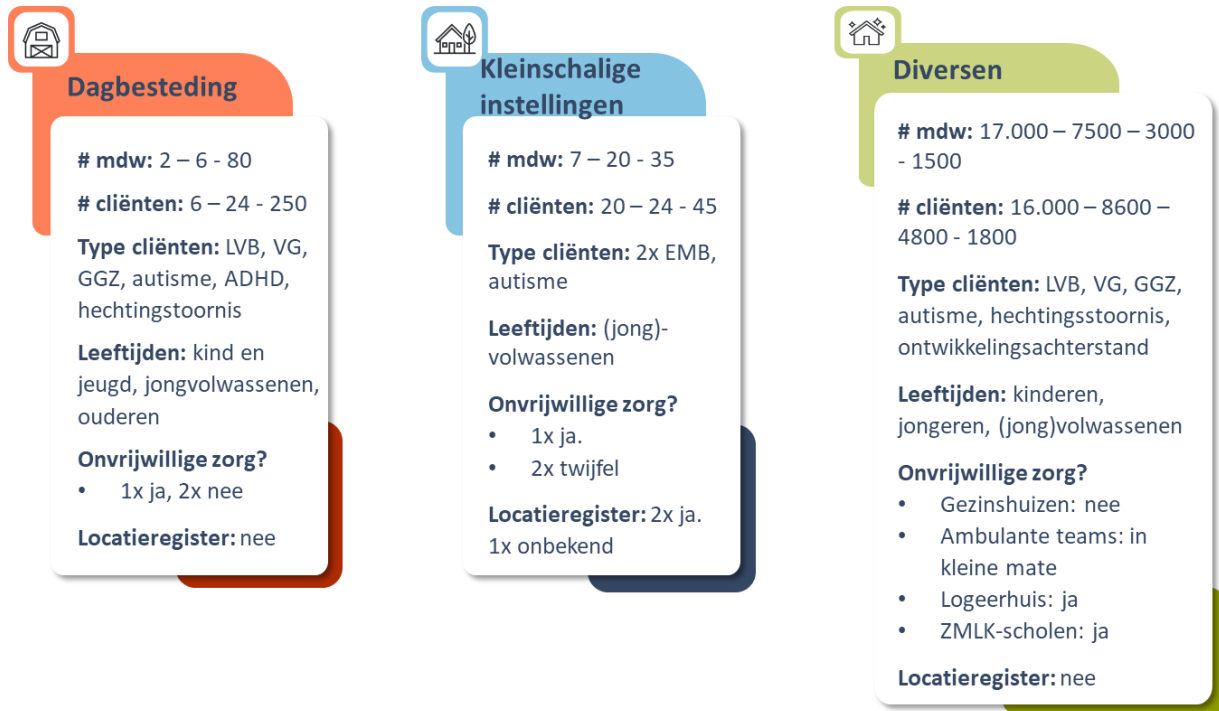 Dagbesteding
# mdw: 2 – 6 - 80
# cliënten: 6 – 24 - 250
Type cliënten: LVB, VG,
GGZ, autisme, ADHD,
hechtingstoornis
Leeftijden: kind en
jeugd, jongvolwassenen,
ouderen
Onvrijwillige zorg?
• 1x ja, 2x nee
Locatieregister: nee
Kleinschalige
instellingen
# mdw: 7 – 20 - 35
# cliënten: 20 – 24 - 45
Type cliënten: 2x EMB,
autisme
Leeftijden: (jong)-
volwassenen
Onvrijwillige zorg?
• 1x ja.
• 2x twijfel
Locatieregister: 2x ja.
1x onbekend
Diversen
# mdw: 17.000 – 7500 – 3000
- 1500
# cliënten: 16.000 – 8600 –
4800 - 1800
Type cliënten: LVB, VG, GGZ,
autisme, hechtingsstoornis,
ontwikkelingsachterstand
Leeftijden: kinderen,
jongeren, (jong)volwassenen
Onvrijwillige zorg?
• Gezinshuizen: nee
• Ambulante teams: in
kleine mate
• Logeerhuis: ja
• ZMLK-scholen: ja
Locatieregister: nee